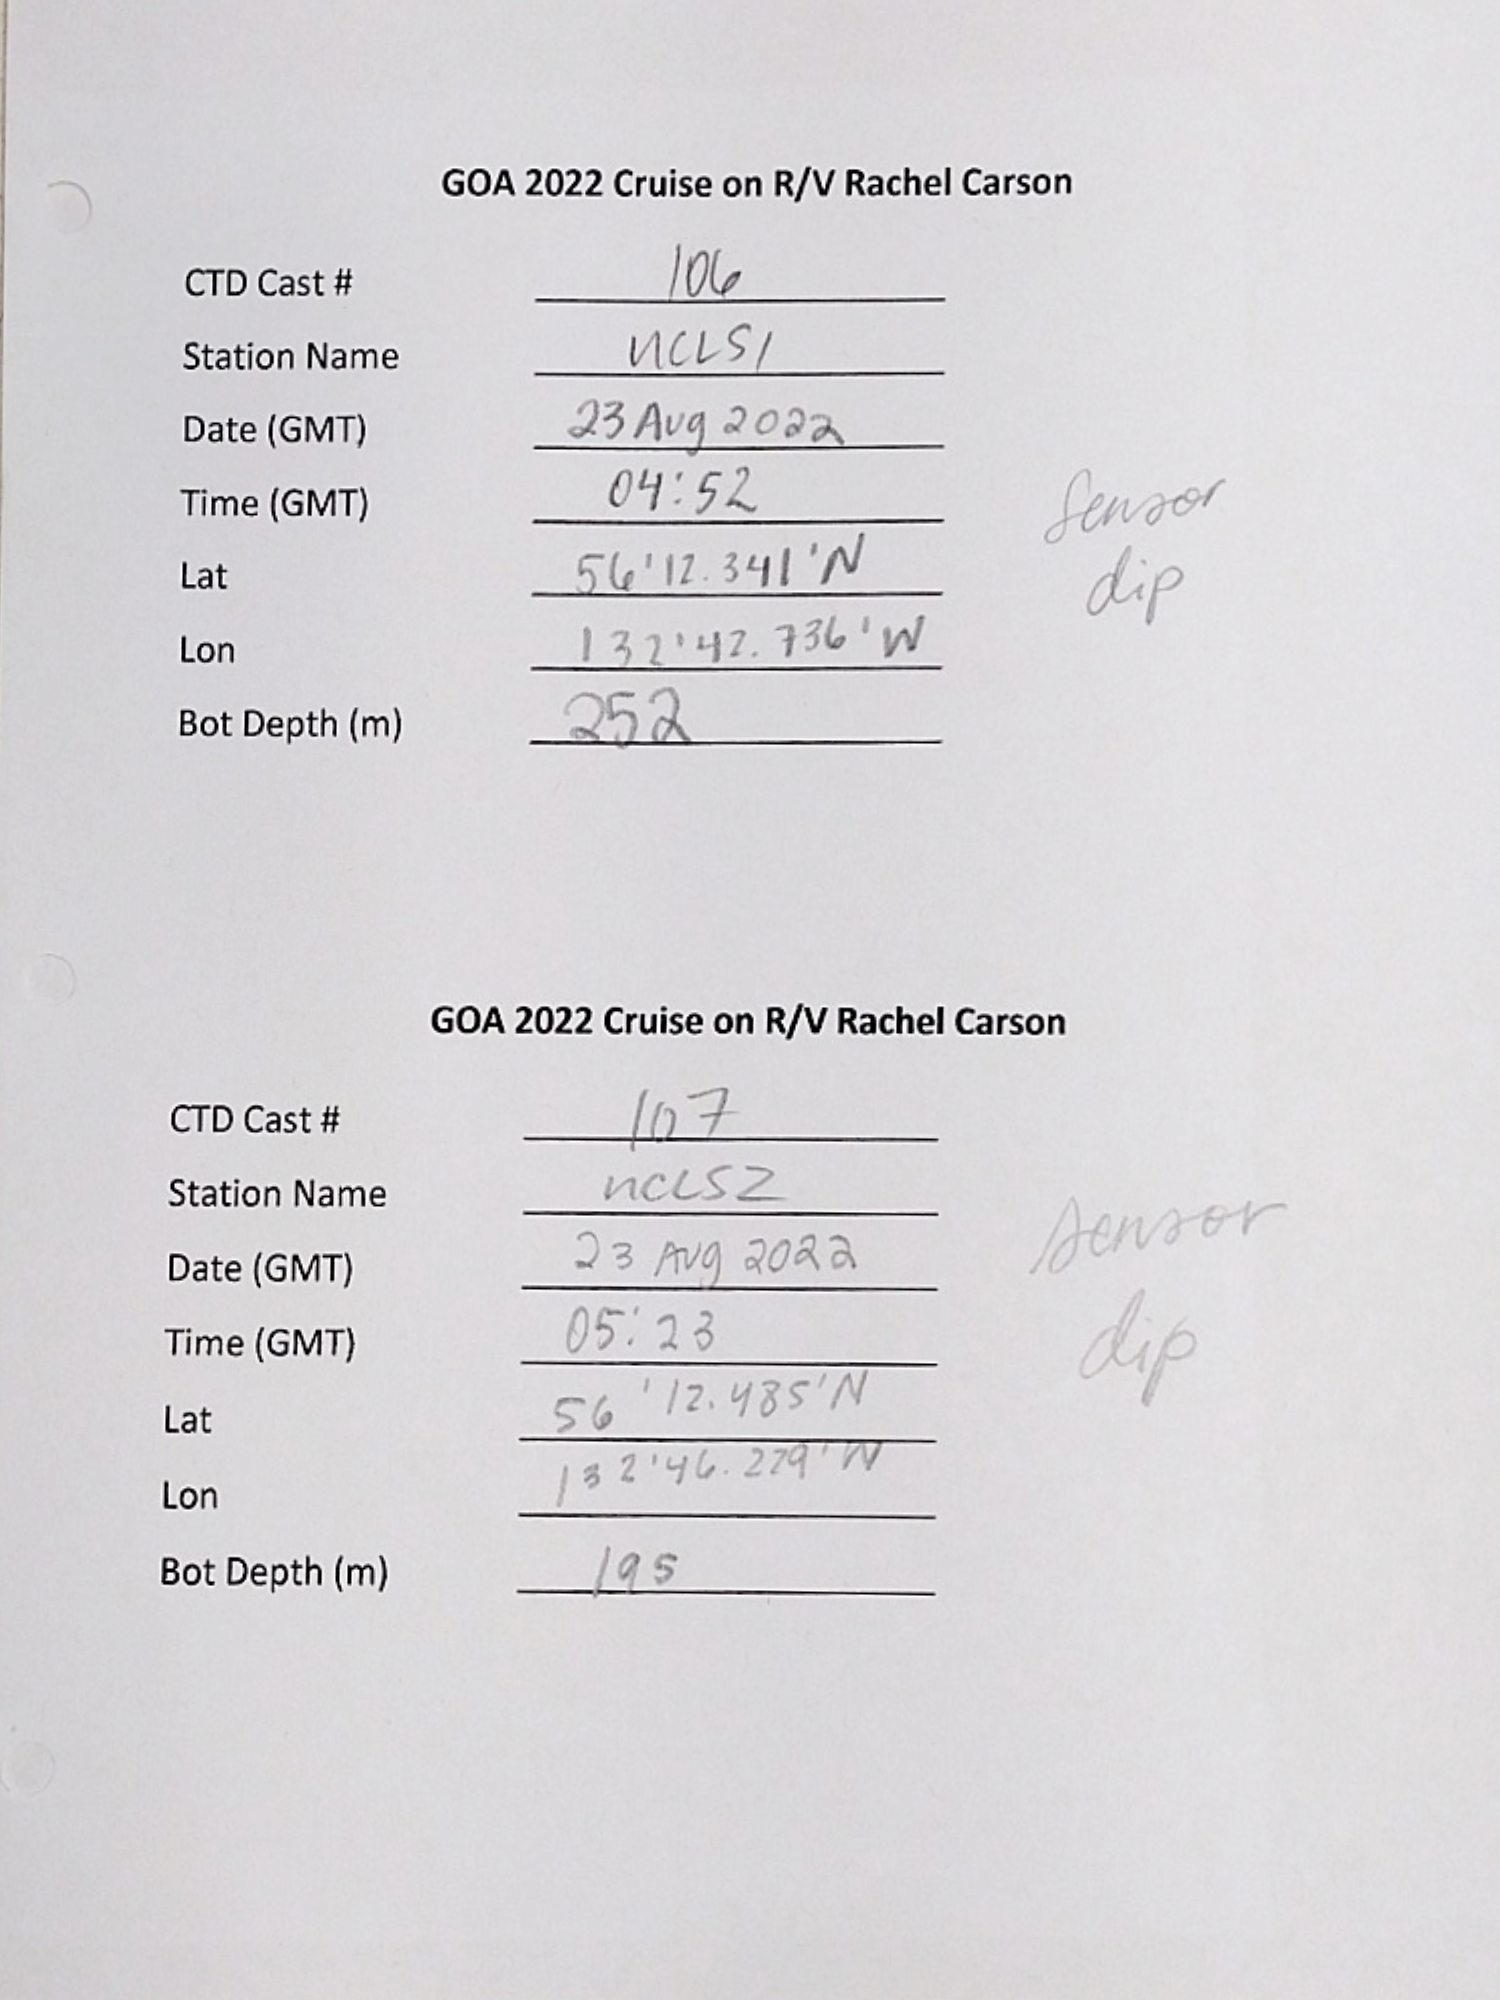 GOA 2022 Cruise on R/V Rachel Carson
CTD Cast # 106
Station Name NCLS1
Date (GMT) 23 Aug 2022
Time (GMT) 04:52
Sensor
dip
Lat 56'12.341'N
Lon 132'42.736'W
Bot Depth (m) 252
GOA 2022 Cruise on R/V Rachel Carson
CTD Cast # 107
Station Name NCLS2
Date (GMT) 23 Aug 2022
Sensor
dip
Time (GMT) 05:23
Lat 56'12.485'N
Lon 132'46.229'W
Bot Depth (m) 195